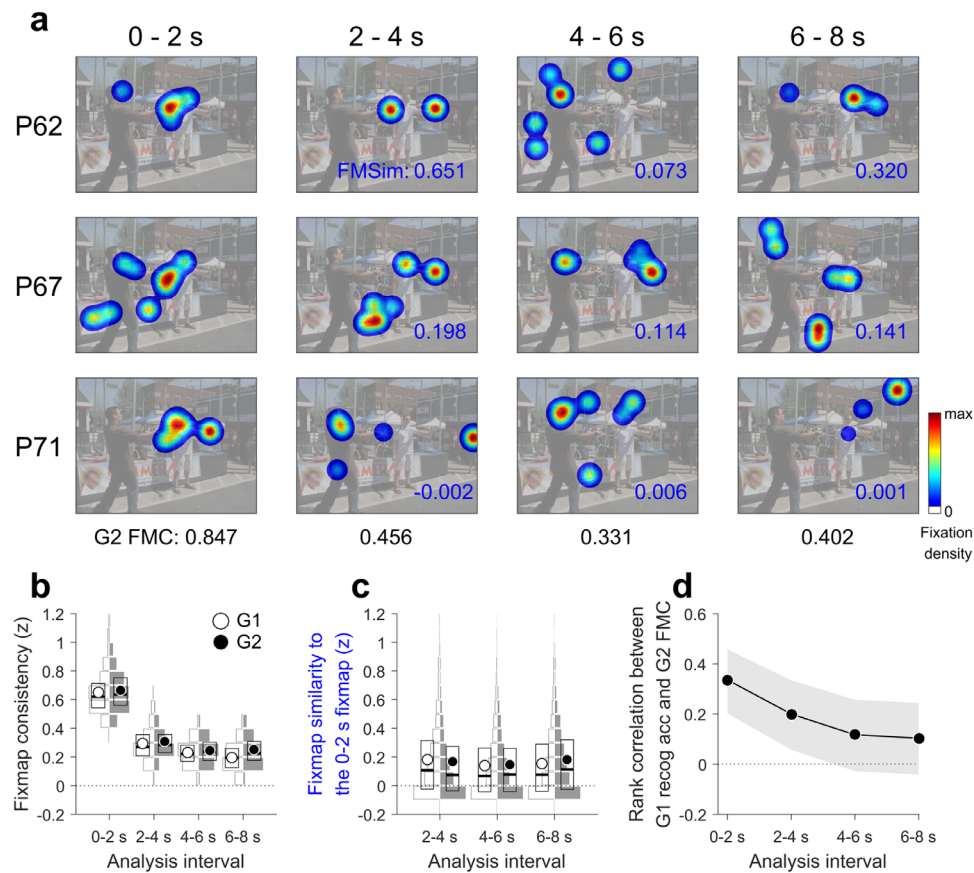 a
0 - 2 s
2 - 4 s
4 - 6 s
6 - 8 s
P62
FMSim: 0.651
0.073
0.320
P67
0.198
0.114
0.141
P71
-0.002
0.006
0.001
max
0
Fixation
density
G2 FMC: 0.847
0.456
0.331
0.402
b
Fixmap consistency (z)
1.2
1.0
0.8
0.6
0.4
0.2
0
-0.2
G1
G2
0-2 s
2-4 s
4-6 s
6-8 s
Analysis interval
c
Fixmap similarity to
the 0-2 s fixmap (z)
1.2
1.0
0.8
0.6
0.4
0.2
0
-0.2
2-4 s
4-6 s
6-8 s
Analysis interval
d
Rank correlation between
G1 recog acc and G2 FMC
0.6
0.4
0.2
0
-0.2
0-2 s
2-4 s
4-6 s
6-8 s
Analysis interval